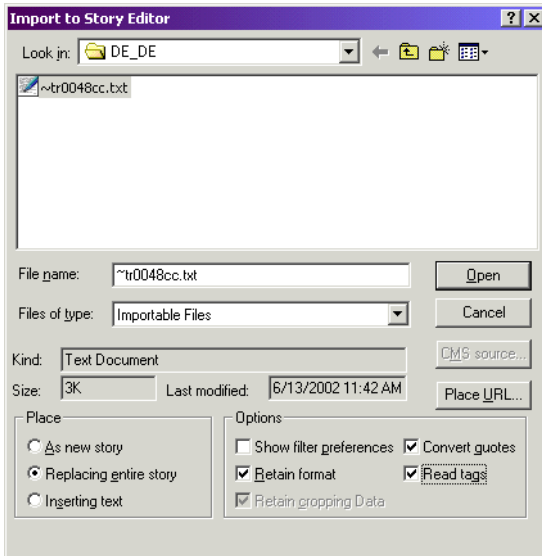 Import to Story Editor
Look in: DE_DE
~tr0048cc.txt
File name: ~tr0048cc.txt Open
Files of type: Importable Files Cancel
Kind: Text Document CMS source...
Size: 3K Last modified: 6/13/2002 11:42 AM Place URL...
Place Options
As new story Show filter preferences Convert quotes
Replacing entire story Retain format Read tags
Inserting text Retain cropping Data